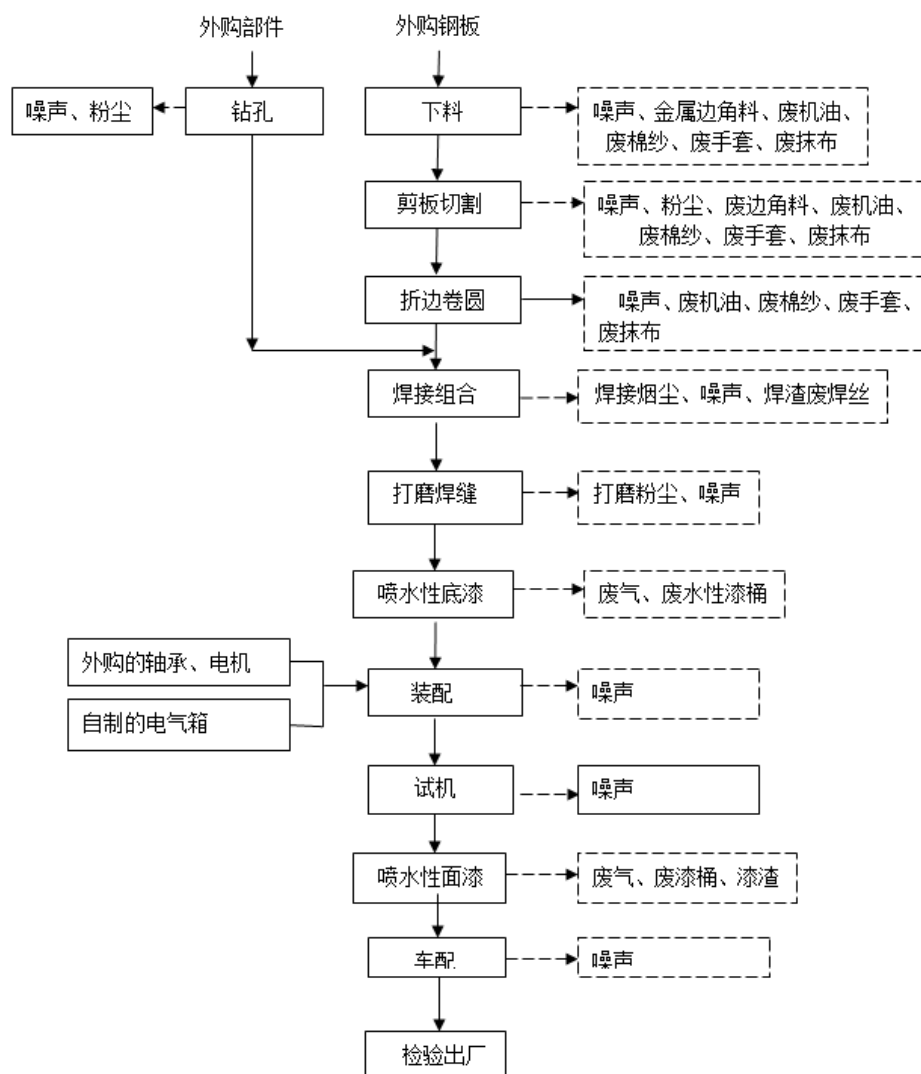 外购部件
外购钢板
噪声、粉尘
钻孔
下料
噪声、金属边角料、废机油、
废棉纱、废手套、废抹布
剪板切割
噪声、粉尘、废边角料、废机油、
废棉纱、废手套、废抹布
折边卷圆
噪声、废机油、废棉纱、废手套、
废抹布
焊接组合
焊接烟尘、噪声、焊渣废焊丝
打磨焊缝
打磨粉尘、噪声
喷水性底漆
废气、废水性漆桶
外购的轴承、电机
自制的电气箱
装配
噪声
试机
噪声
喷水性面漆
废气、废漆桶、漆渣
车配
噪声
检验出厂